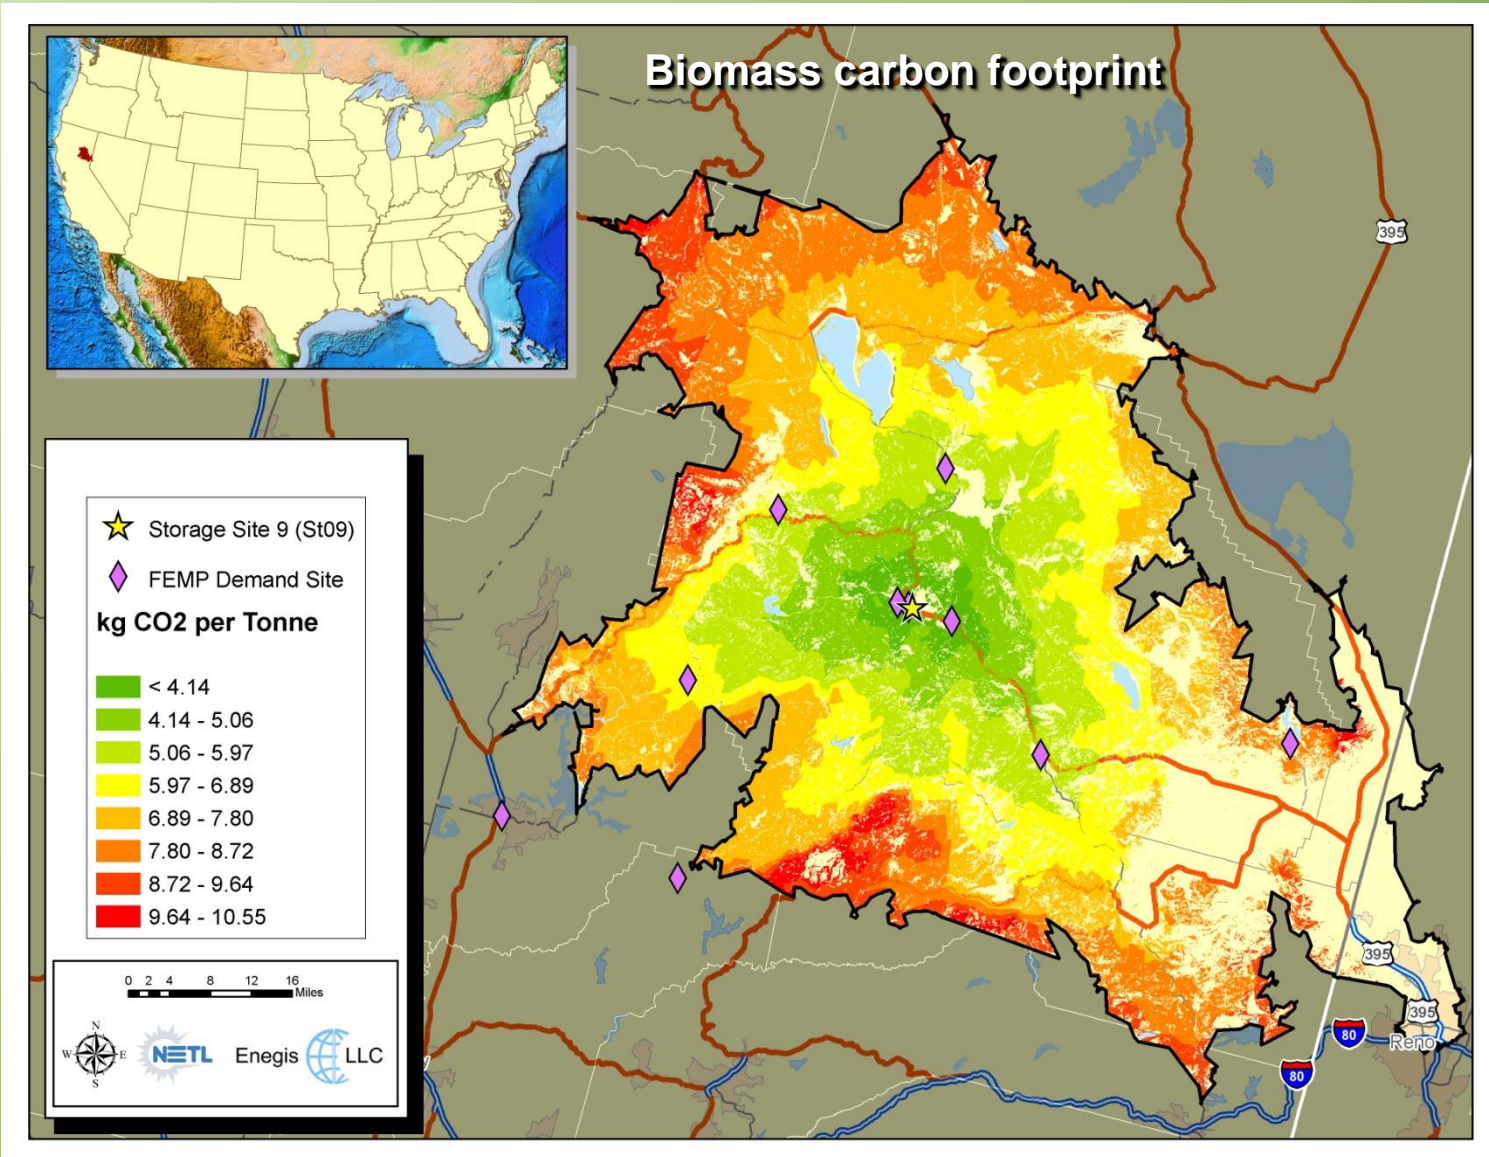 Biomass carbon footprint
395
Storage Site 9 (St09)
FEMP Demand Site
kg CO2 per Tonne
< 4.14
4.14 - 5.06
5.06 - 5.97
5.97 - 6.89
6.89 - 7.80
7.80 - 8.72
8.72 - 9.64
9.64 - 10.55
0 2 4 8 12 16
Miles
N
W E
S
NETL
Enegis LLC
395
395
Reno
80
80